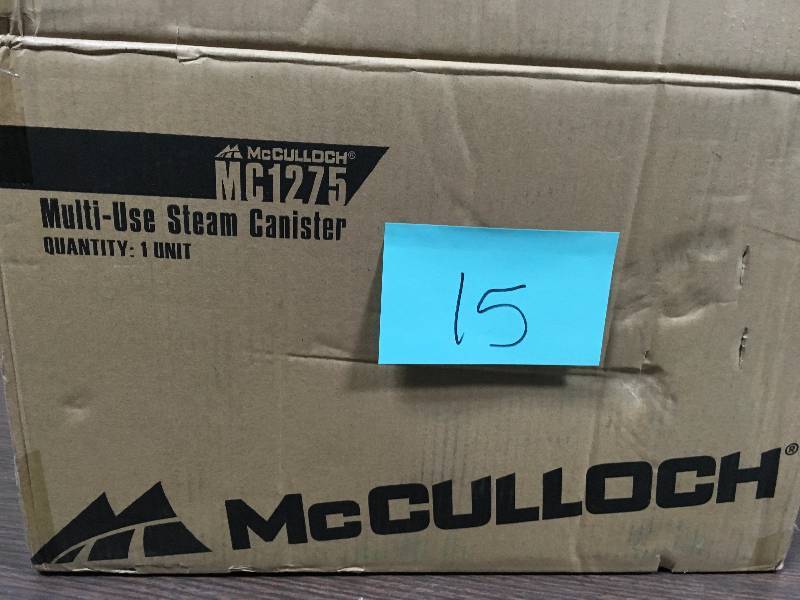 McCULLOCH®
MC1275
Multi-Use Steam Canister
QUANTITY: 1 UNIT
15
McCULLOCH®